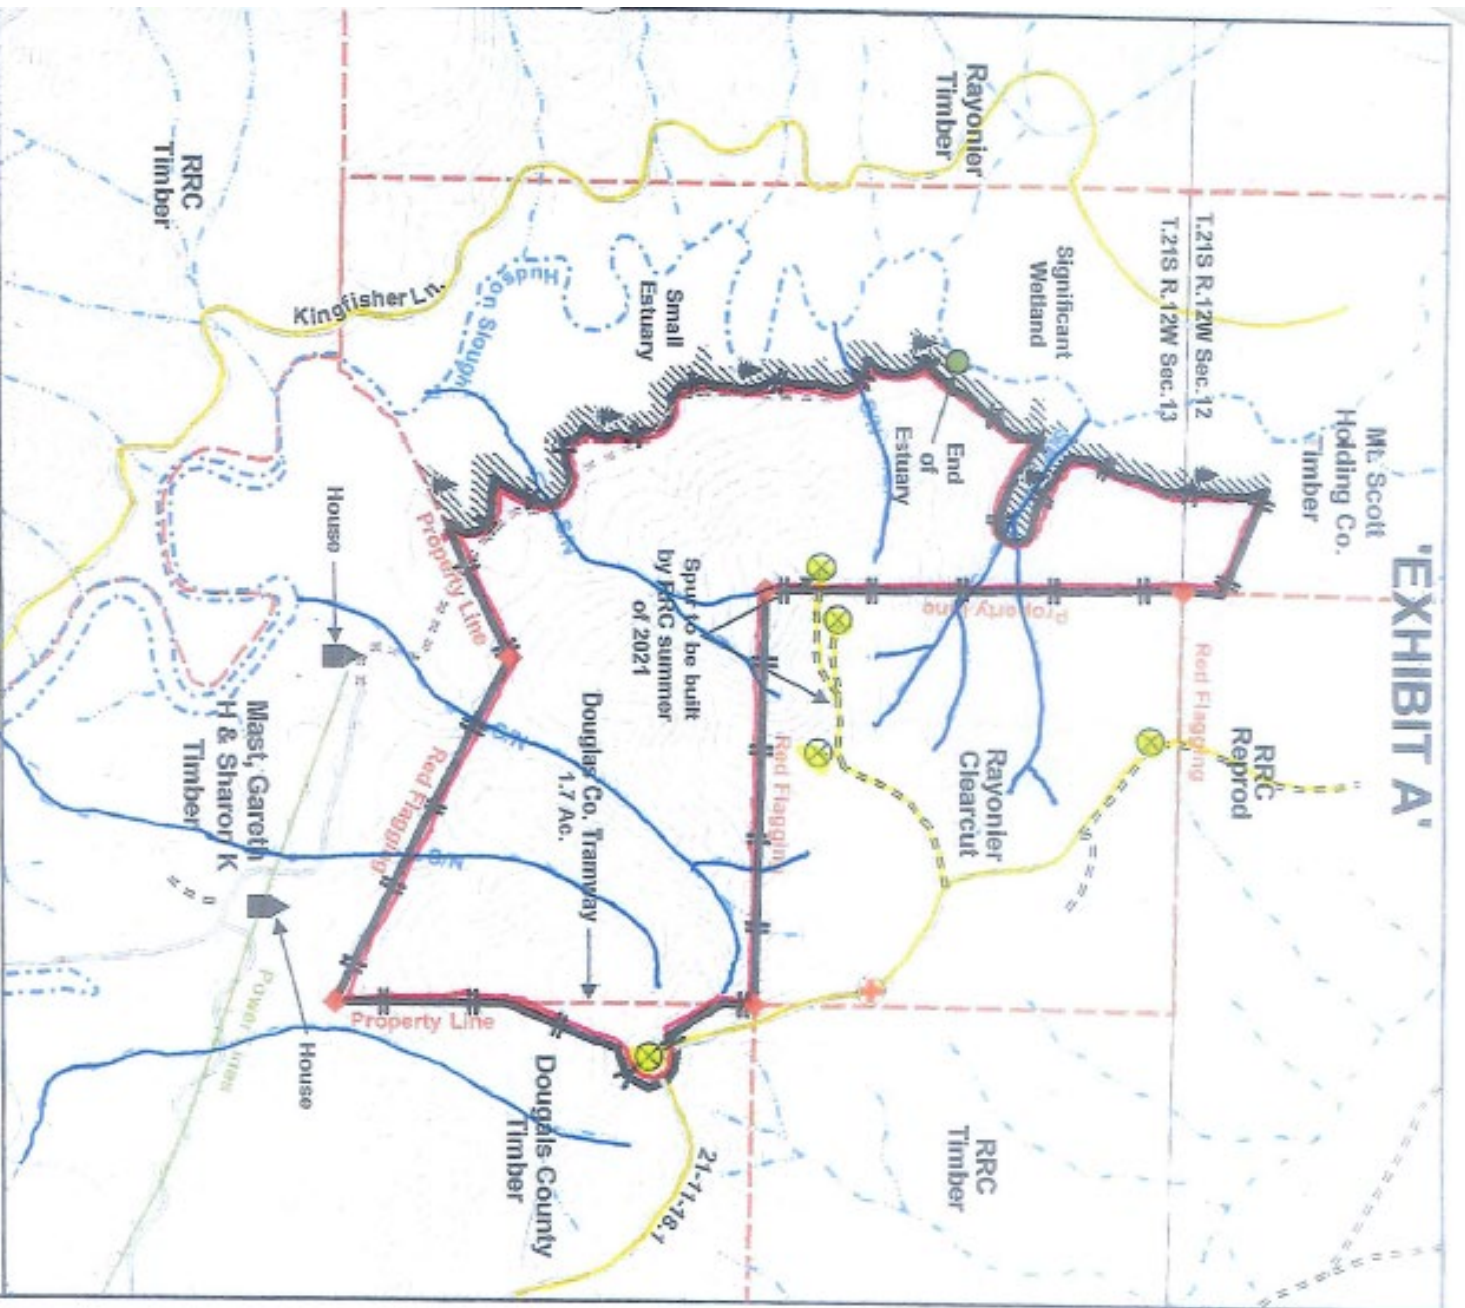 'EXHIBIT A'
Mt. Scott
Holding Co.
Timber
RRC
Reprod
T.21S R.12W Sec.12
T.21S R.12W Sec.13
Red Flagging
Significant
Wetland
Property Line
Rayonier
Timber
End
of
Estuary
Rayonier
Clearcut
RRC
Timber
N/S
Small
Estuary
Spur to be built
by RRC summer
of 2021
Red Flagging
21-11-18.1
Hudson Slough
N/S
Douglas Co. Tramway
1.7 Ac.
Dougals County
Timber
Property Line
N/S
Red Flagging
N/S
Property Line
Kingfisher Ln.
House
House
Mast, Gareth
H & Sharon K
Timber
Power Lines
RRC
Timber